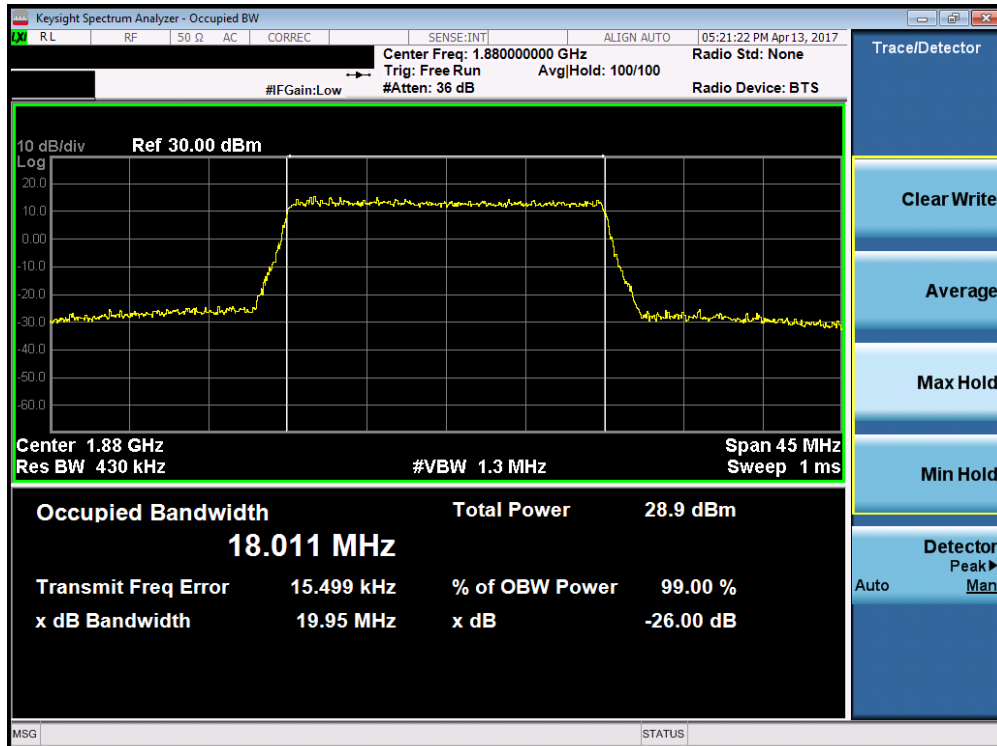 Keysight Spectrum Analyzer - Occupied BW
LXI RL RF 50 Ω AC CORREC SENSE:INT ALIGN AUTO 05:21:22 PM Apr 13, 2017
Center Freq: 1.880000000 GHz Radio Std: None
Trig: Free Run Avg|Hold: 100/100
#IFGain:Low #Atten: 36 dB Radio Device: BTS
10 dB/div Ref 30.00 dBm
Log
20.0
10.0
0.00
-10.0
-20.0
-30.0
-40.0
-50.0
-60.0
Center 1.88 GHz Span 45 MHz
Res BW 430 kHz #VBW 1.3 MHz Sweep 1 ms
Occupied Bandwidth Total Power 28.9 dBm
18.011 MHz
Transmit Freq Error 15.499 kHz % of OBW Power 99.00 %
x dB Bandwidth 19.95 MHz x dB -26.00 dB
MSG STATUS
Trace/Detector
Clear Write
Average
Max Hold
Min Hold
Detector
Peak▶
Auto Man